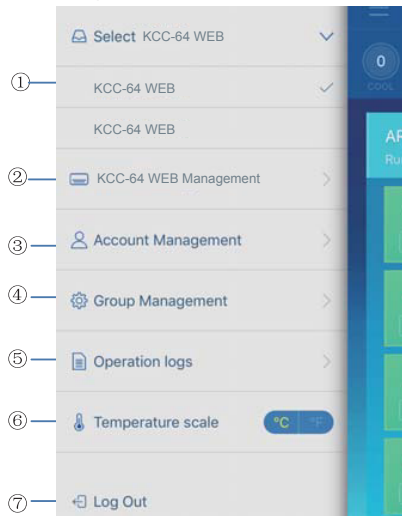 Select KCC-64 WEB
① KCC-64 WEB
KCC-64 WEB
② KCC-64 WEB Management
③ Account Management
④ Group Management
⑤ Operation logs
⑥ Temperature scale °C °F
⑦ Log Out
0
COOL